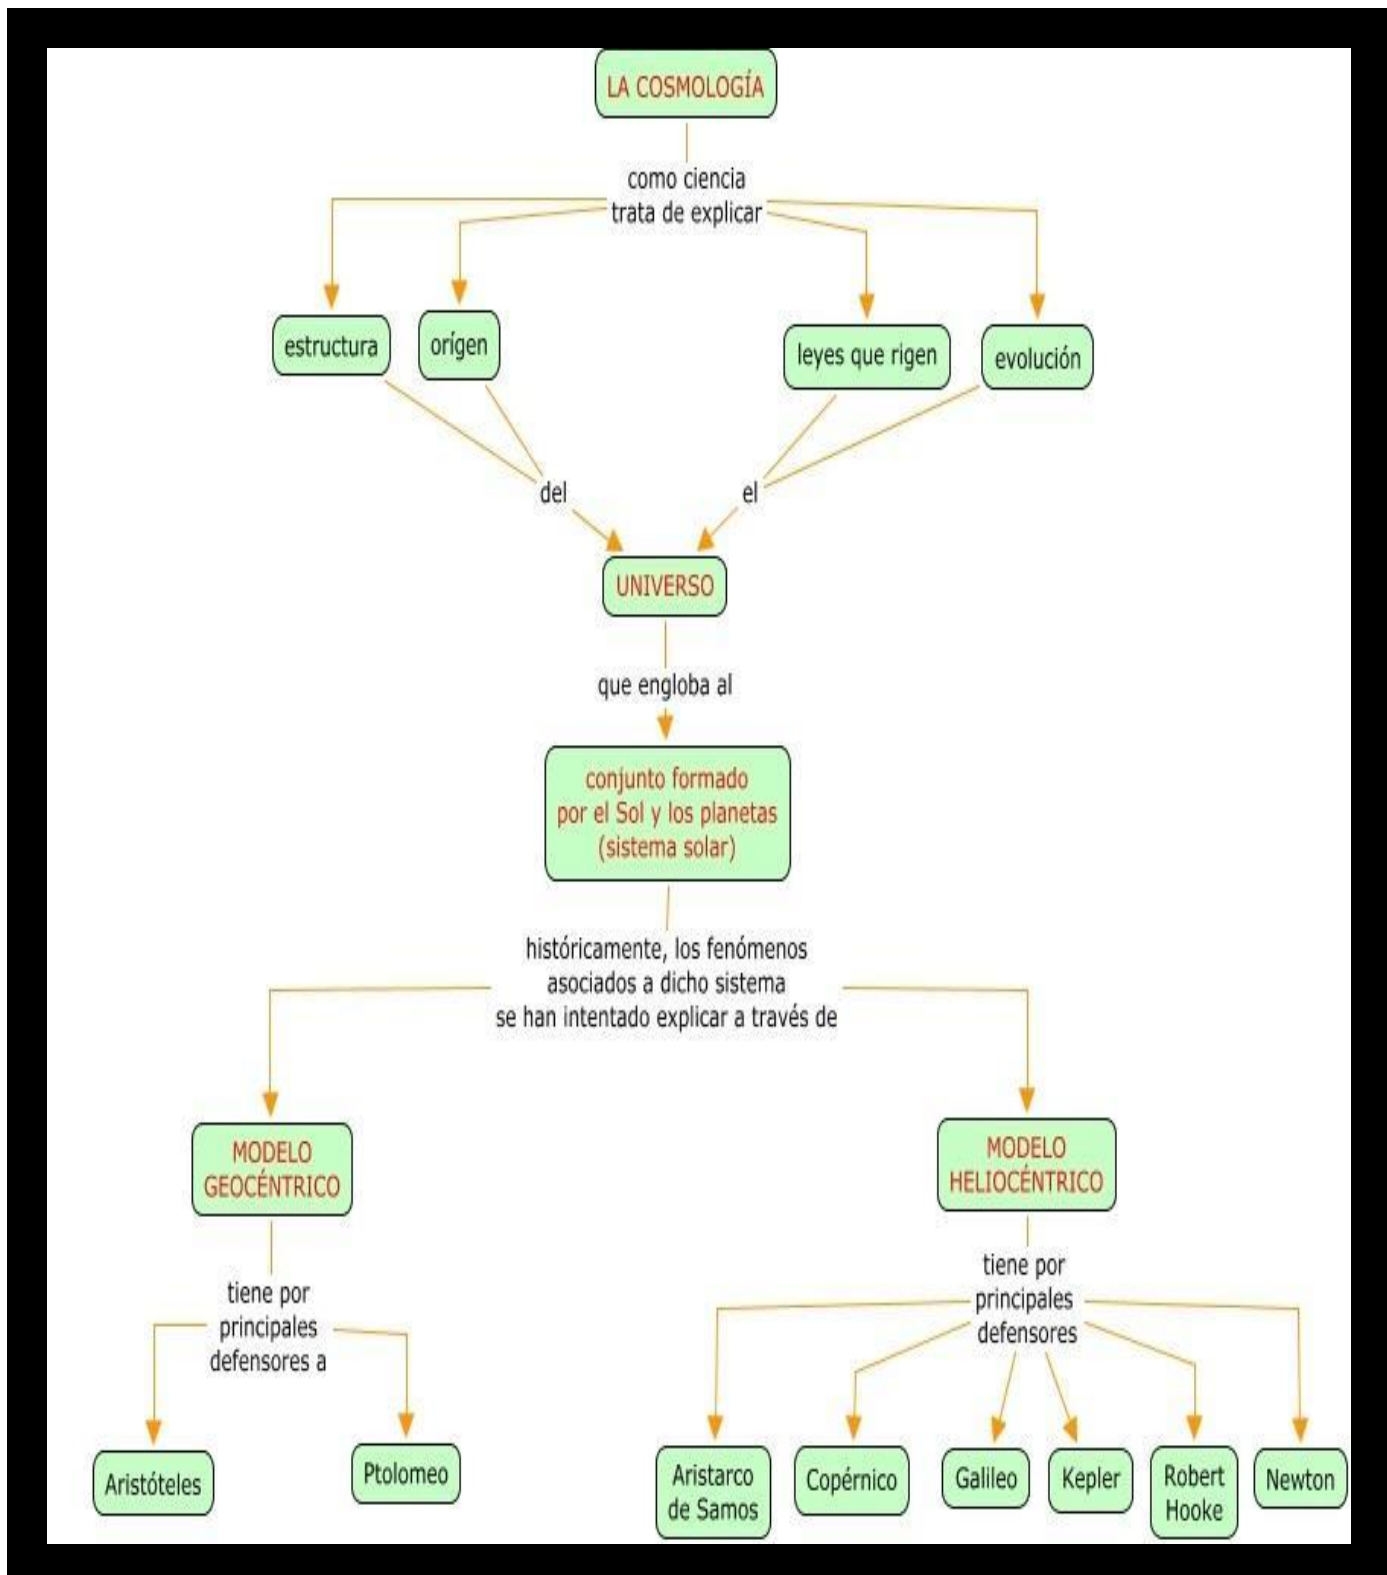 LA COSMOLOGÍA
como ciencia
trata de explicar
estructura
orígen
leyes que rigen
evolución
del
el
UNIVERSO
que engloba al
conjunto formado
por el Sol y los planetas
(sistema solar)
históricamente, los fenómenos
asociados a dicho sistema
se han intentado explicar a través de
MODELO
GEOCÉNTRICO
tiene por
principales
defensores a
Aristóteles
Ptolomeo
MODELO
HELIOCÉNTRICO
tiene por
principales
defensores
Aristarco
de Samos
Copérnico
Galileo
Kepler
Robert
Hooke
Newton